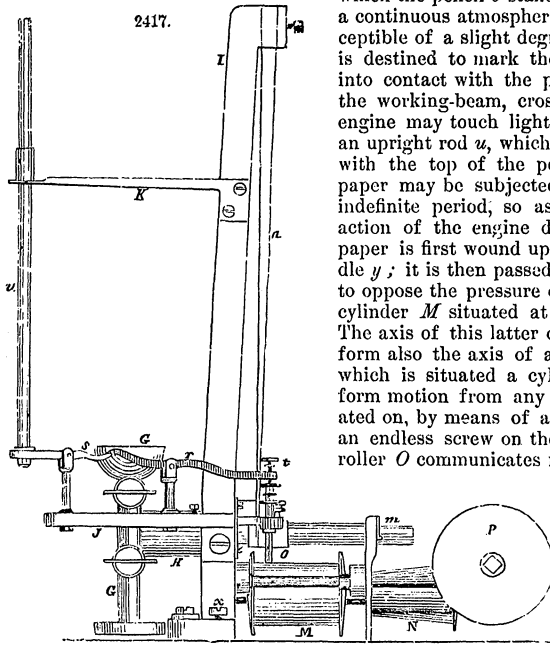 2417.
which the pencil t stan
a continuous atmospher
ceptible of a slight degr
is destined to mark the
into contact with the p
the working-beam, cros
engine may touch light
an upright rod u, which
with the top of the pe
paper may be subjected
indefinite period, so as
action of the engine d
paper is first wound up
dle y ; it is then passed
to oppose the pressure
cylinder M situated at
The axis of this latter c
form also the axis of a
which is situated a cyl
form motion from any
ated on, by means of a
an endless screw on the
roller O communicates
I
K
n
u
s
G
r
t
J
H
O
m
P
G
x
M
N